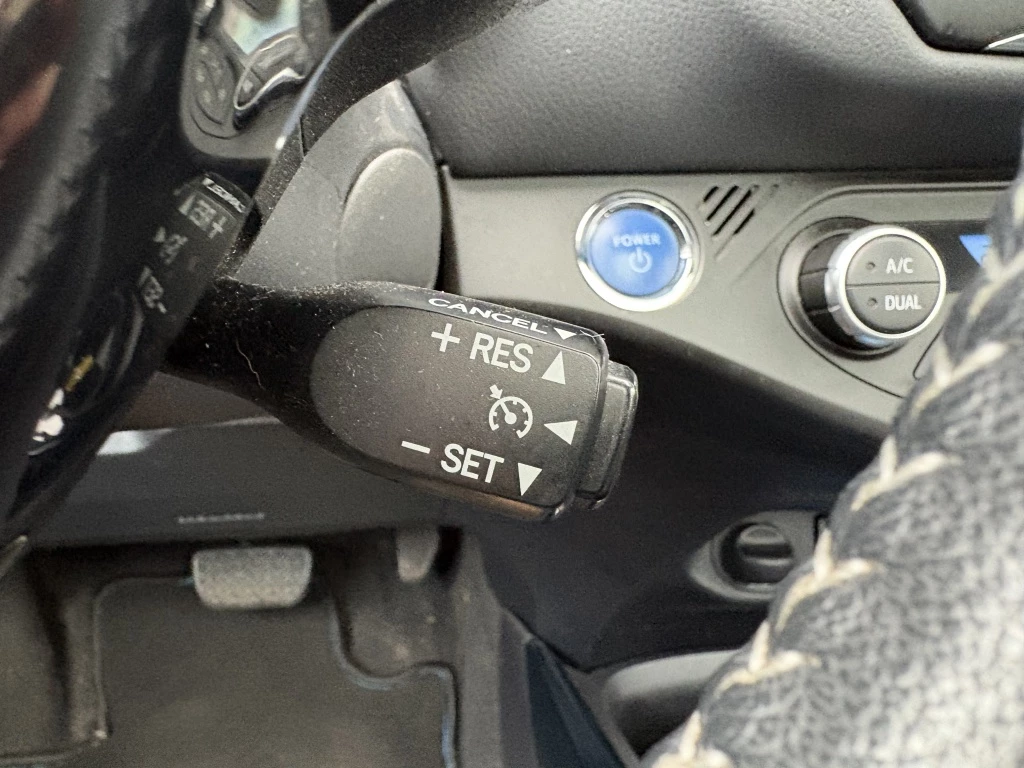 POWER
A/C
DUAL
CANCEL
+ RES
– SET